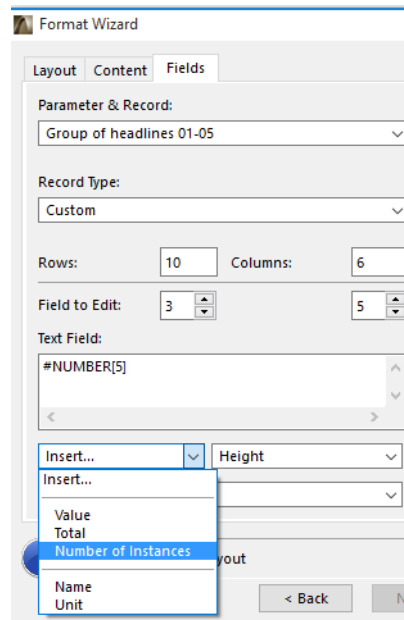 Format Wizard
Layout Content Fields
Parameter & Record:
Group of headlines 01-05
Record Type:
Custom
Rows: 10 Columns: 6
Field to Edit: 3 5
Text Field:
#NUMBER[5]
Insert... Height
Insert...
Value
Total
Number of Instances
yout
Name
Unit
< Back N